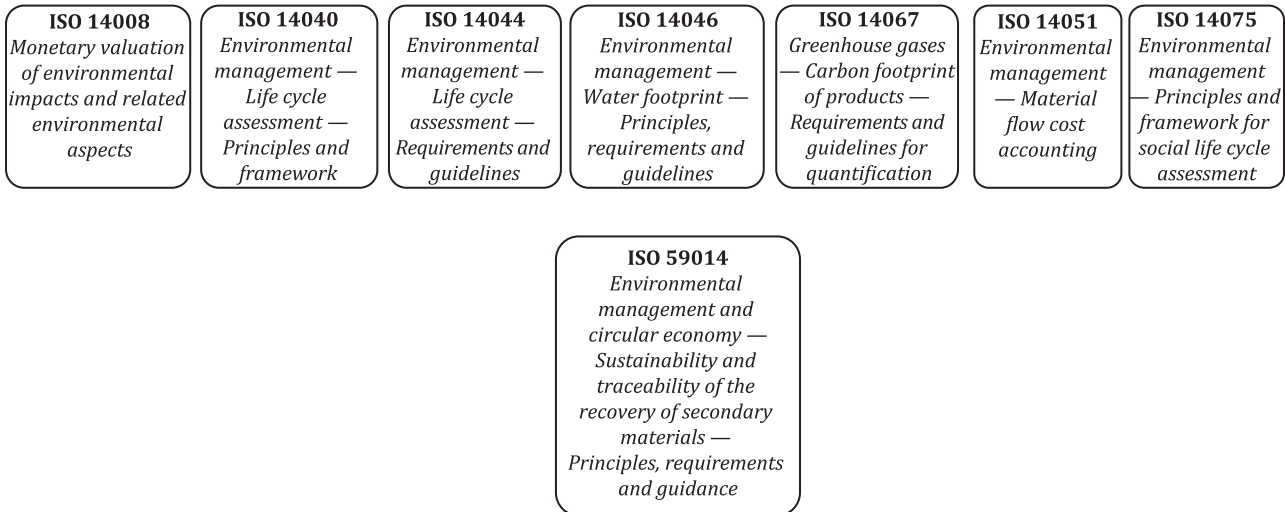 ISO 14008
Monetary valuation
of environmental
impacts and related
environmental
aspects
ISO 14040
Environmental
management —
Life cycle
assessment —
Principles and
framework
ISO 14044
Environmental
management —
Life cycle
assessment —
Requirements and
guidelines
ISO 14046
Environmental
management —
Water footprint —
Principles,
requirements and
guidelines
ISO 14067
Greenhouse gases
— Carbon footprint
of products —
Requirements and
guidelines for
quantification
ISO 14051
Environmental
management
— Material
flow cost
accounting
ISO 14075
Environmental
management
— Principles and
framework for
social life cycle
assessment
ISO 59014
Environmental
management and
circular economy —
Sustainability and
traceability of the
recovery of secondary
materials —
Principles, requirements
and guidance